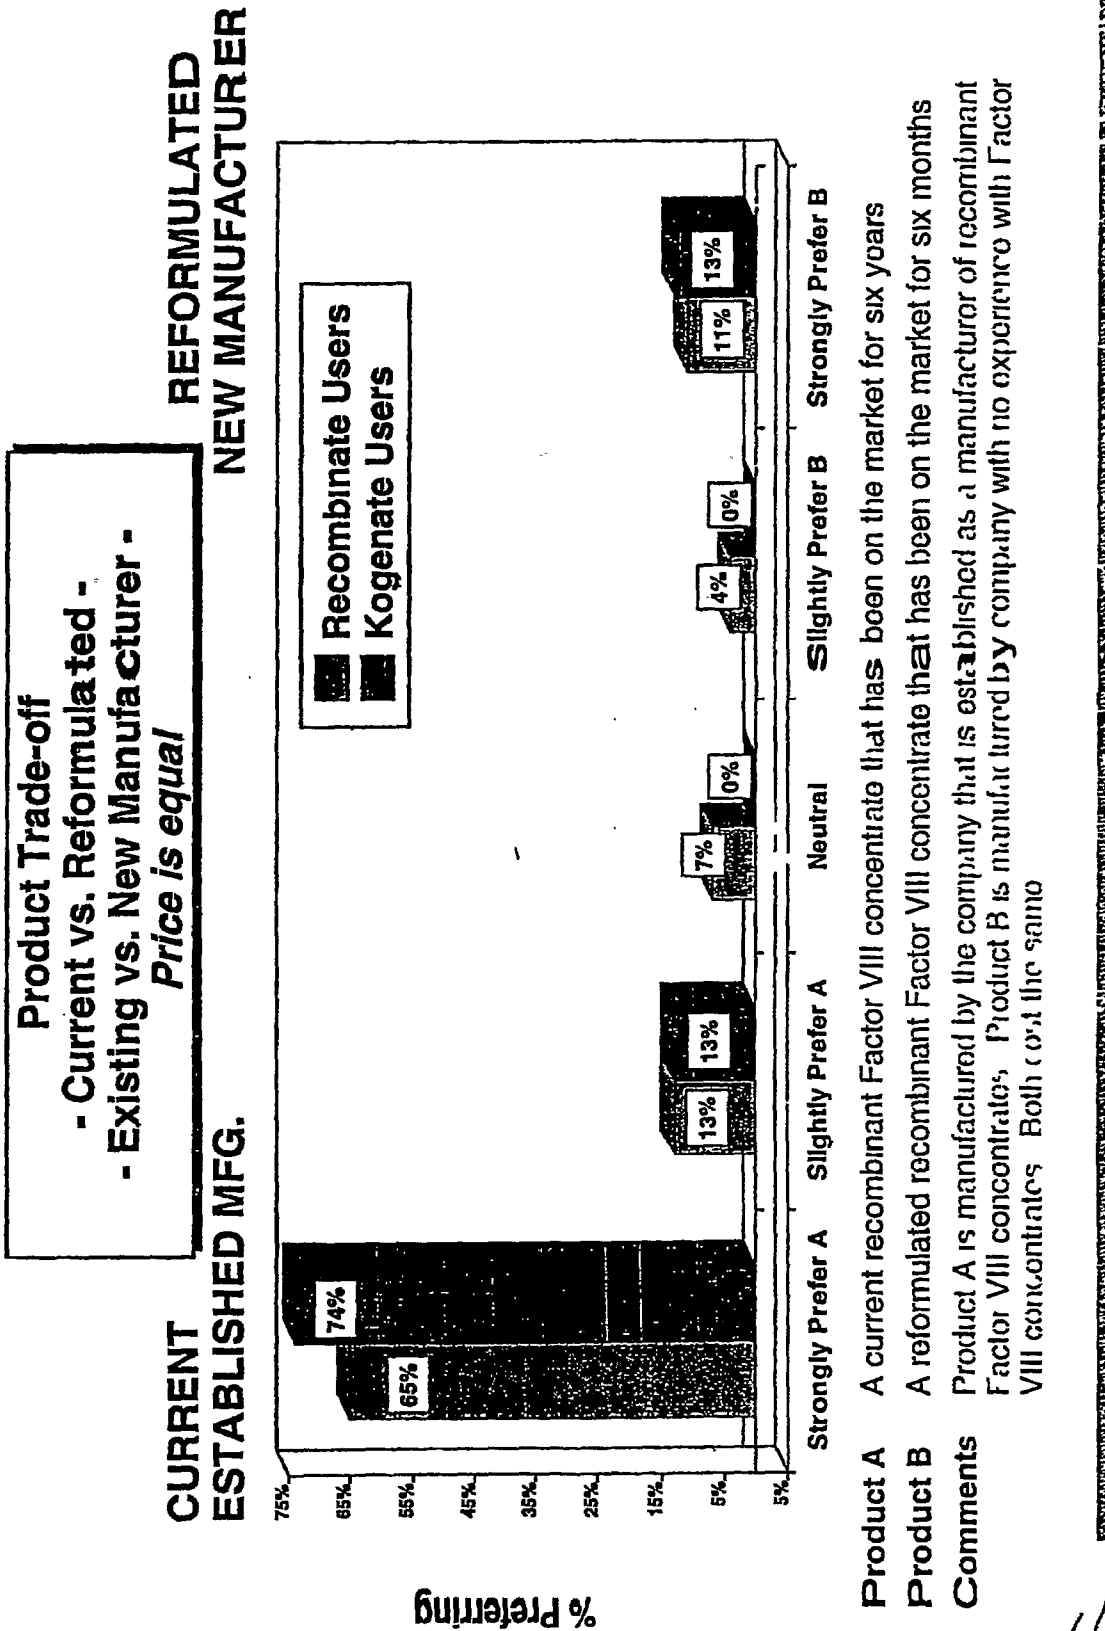 Product Trade-off
- Current vs. Reformulated -
- Existing vs. New Manufacturer -
Price is equal
CURRENT
ESTABLISHED MFG.
REFORMULATED
NEW MANUFACTURER
% Preferring
75%
65%
55%
45%
35%
25%
15%
5%
5%
Recombinate Users
Kogenate Users
65%
74%
13%
13%
7%
0%
4%
0%
11%
13%
Strongly Prefer A
Slightly Prefer A
Neutral
Slightly Prefer B
Strongly Prefer B
Product A A current recombinant Factor VIII concentrate that has been on the market for six years
Product B A reformulated recombinant Factor VIII concentrate that has been on the market for six months
Comments Product A is manufactured by the company that is established as a manufacturer of recombinant
Factor VIII concentrates. Product B is manufactured by company with no experience with Factor
VIII concentrates Both cost the same